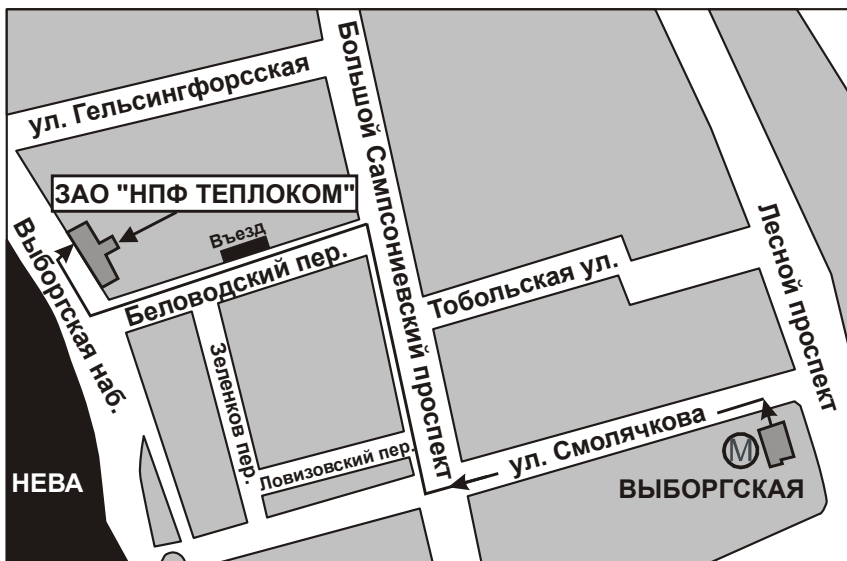 ул. Гельсингфорсская
Большой Сампсониевский проспект
ЗАО "НПФ ТЕПЛОКОМ"
Въезд
Беловодский пер.
Выборгская наб.
Тобольская ул.
Лесной проспект
Зеленков пер.
Ловизовский пер.
ул. Смолячкова
М
ВЫБОРГСКАЯ
НЕВА